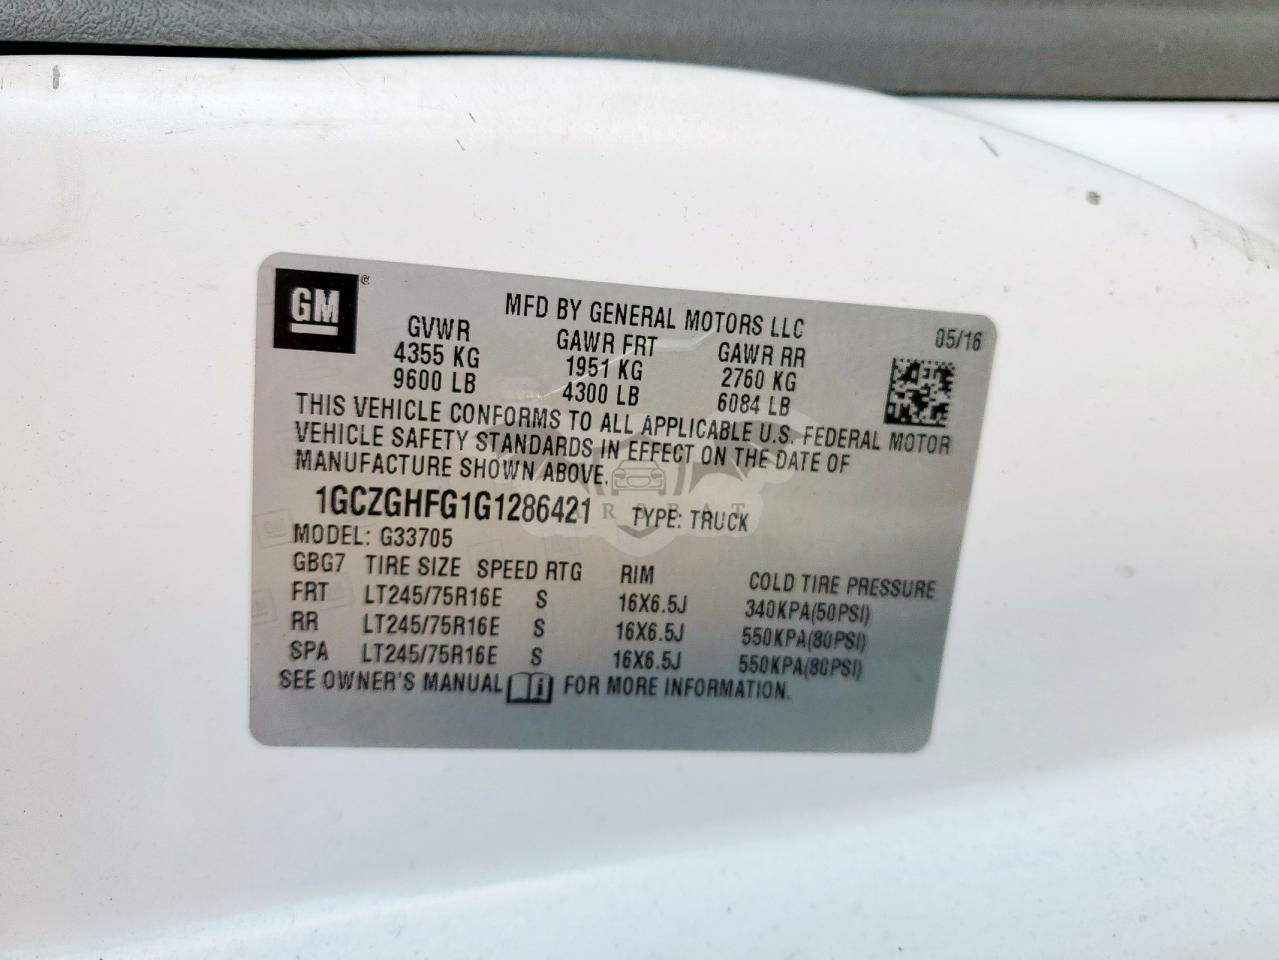 GM ®
MFD BY GENERAL MOTORS LLC 05/16
GVWR GAWR FRT GAWR RR
4355 KG 1951 KG 2760 KG
9600 LB 4300 LB 6084 LB
THIS VEHICLE CONFORMS TO ALL APPLICABLE U.S. FEDERAL MOTOR
VEHICLE SAFETY STANDARDS IN EFFECT ON THE DATE OF
MANUFACTURE SHOWN ABOVE.
1GCZGHFG1G1286421 TYPE: TRUCK
MODEL: G33705
GBG7 TIRE SIZE SPEED RTG RIM COLD TIRE PRESSURE
FRT LT245/75R16E S 16X6.5J 340KPA(50PSI)
RR LT245/75R16E S 16X6.5J 550KPA(80PSI)
SPA LT245/75R16E S 16X6.5J 550KPA(80PSI)
SEE OWNER'S MANUAL i FOR MORE INFORMATION.